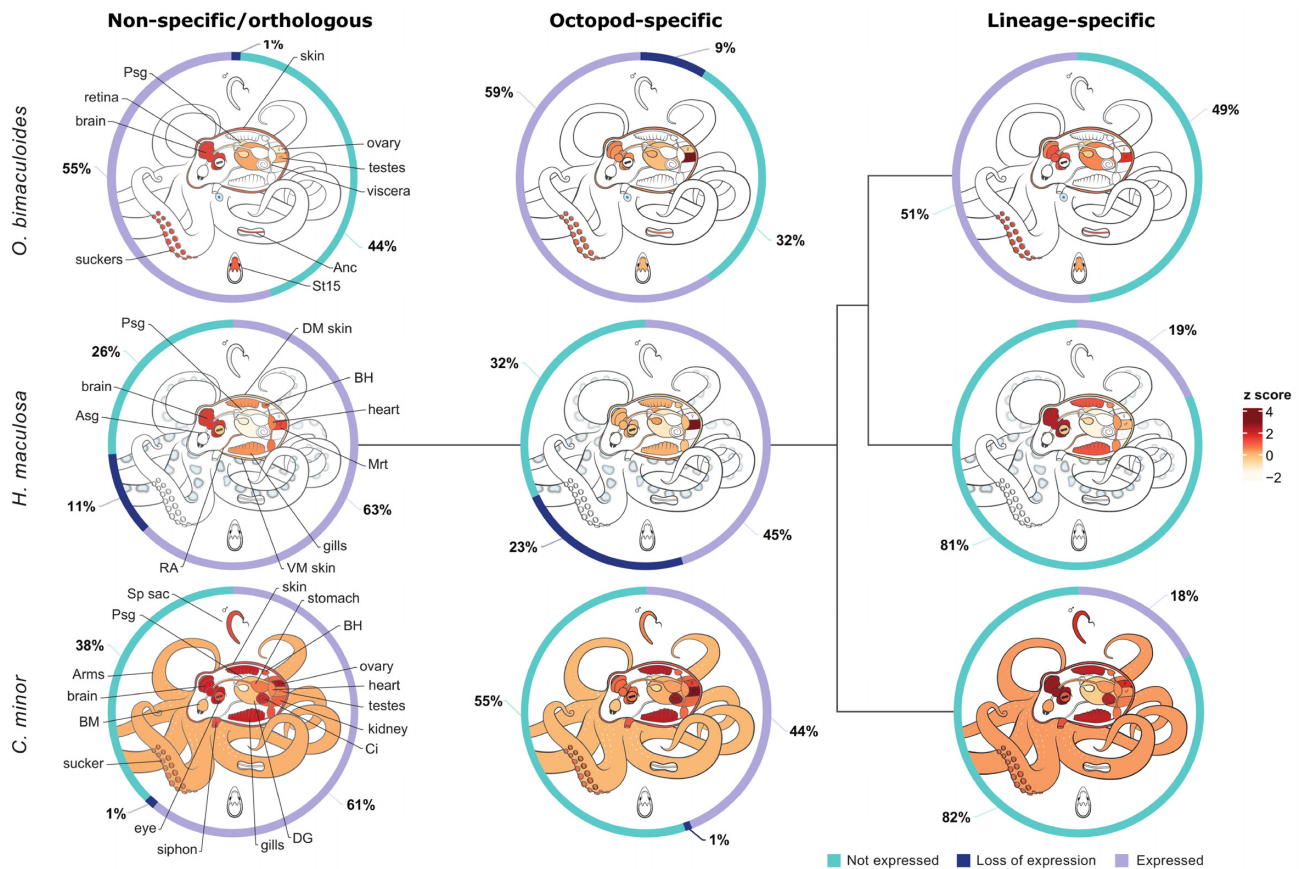 Non-specific/orthologous
Octopod-specific
Lineage-specific
O. bimaculoides
1%
skin
Psg
retina
brain
ovary
testes
viscera
55%
44%
suckers
Anc
St15
♂
9%
59%
32%
♂
49%
51%
♂
H. maculosa
Psg
DM skin
26%
BH
brain
heart
Asg
Mrt
11%
63%
gills
RA
VM skin
♂
32%
23%
45%
♂
19%
81%
♂
z score
4
2
0
−2
C. minor
skin
Sp sac
stomach
Psg
BH
38%
ovary
Arms
heart
brain
testes
BM
kidney
Ci
sucker
1%
61%
eye
DG
siphon
gills
♂
55%
44%
1%
♂
18%
82%
♂
Not expressed
Loss of expression
Expressed